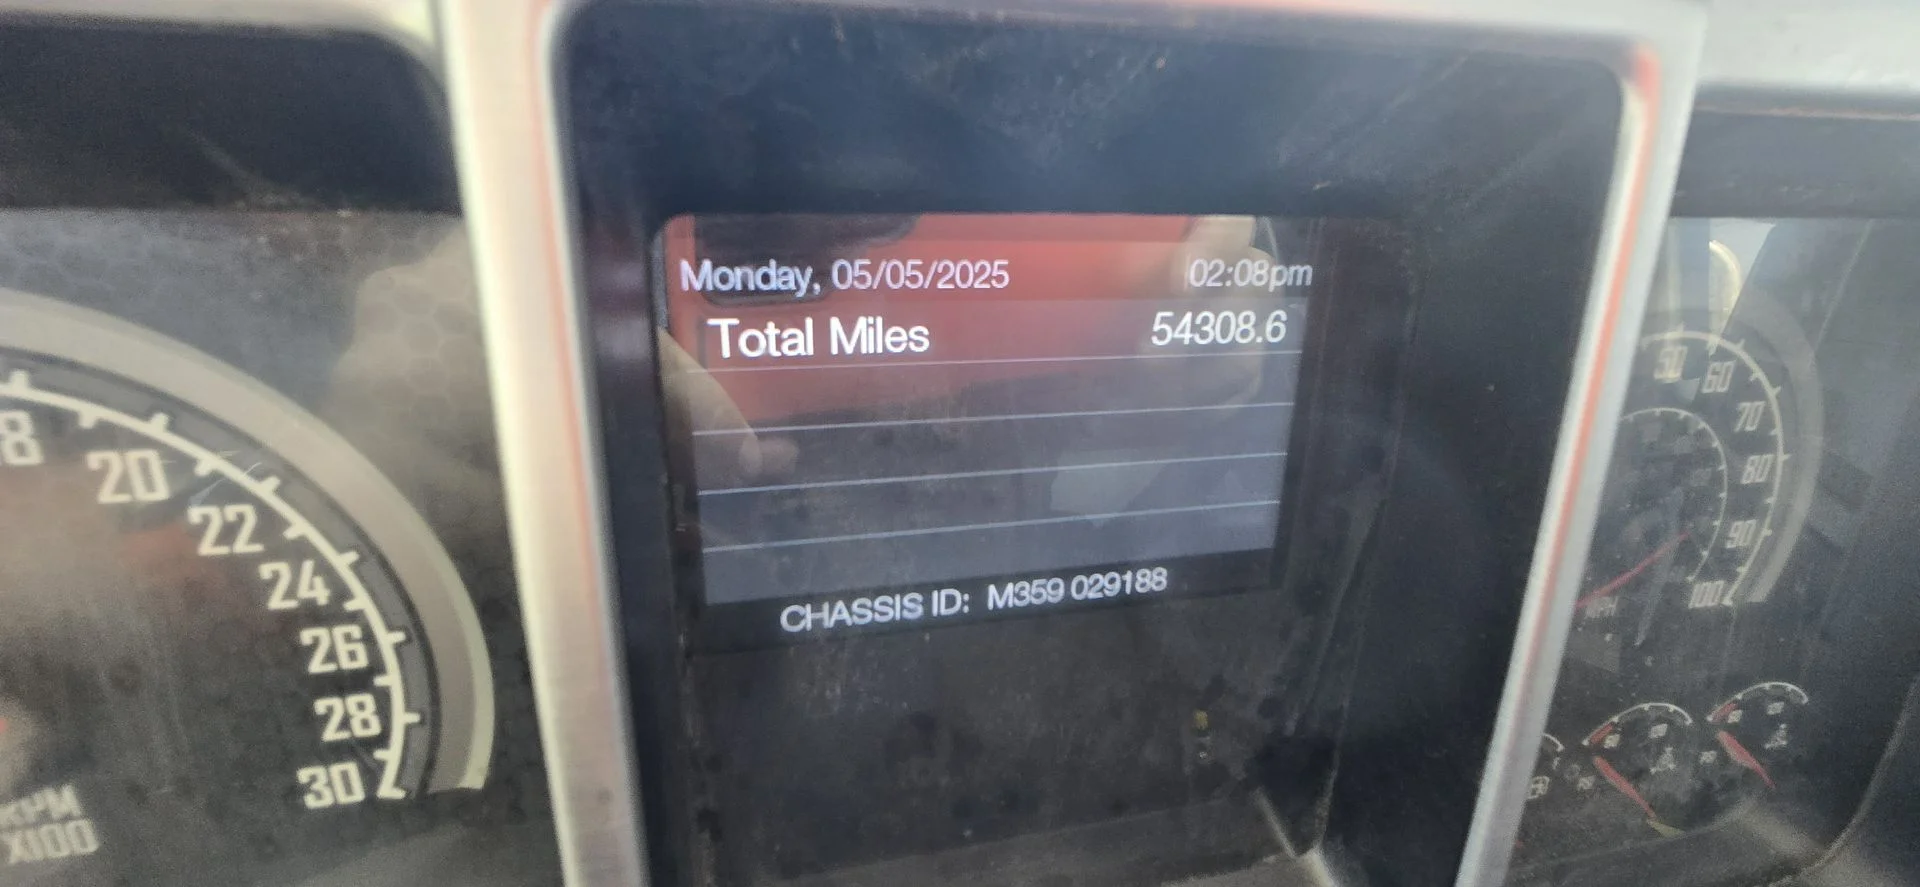 Monday, 05/05/2025 02:08pm
Total Miles 54308.6
CHASSIS ID: M359 029188
18
20
22
24
26
28
30
RPM
X100
50
60
70
80
90
100
MPH